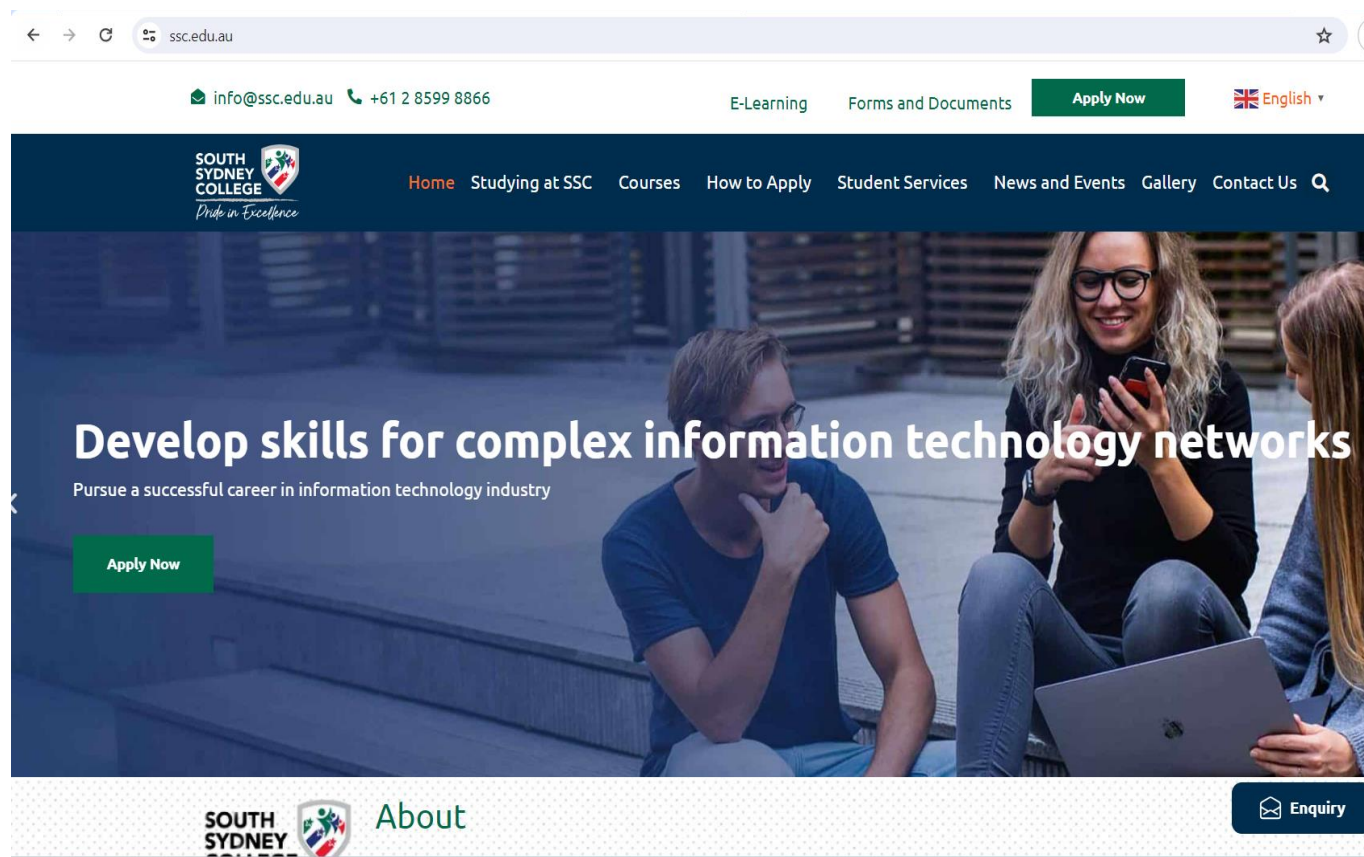 ssc.edu.au
info@ssc.edu.au +61 2 8599 8866 E-Learning Forms and Documents Apply Now English
SOUTH
SYDNEY
COLLEGE
Pride in Excellence
Home Studying at SSC Courses How to Apply Student Services News and Events Gallery Contact Us
Develop skills for complex information technology networks
Pursue a successful career in information technology industry
Apply Now
SOUTH
SYDNEY
COLLEGE
About
Enquiry